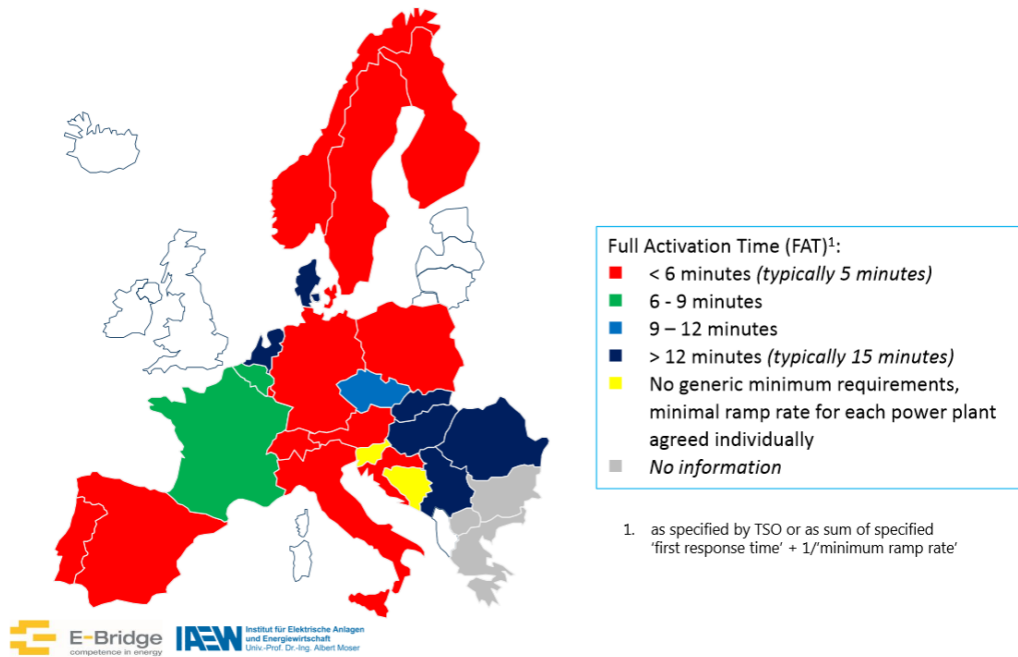 Full Activation Time (FAT)1:
< 6 minutes (typically 5 minutes)
6 - 9 minutes
9 – 12 minutes
> 12 minutes (typically 15 minutes)
No generic minimum requirements,
minimal ramp rate for each power plant
agreed individually
No information
1. as specified by TSO or as sum of specified
‘first response time’ + 1/’minimum ramp rate’
E-Bridge
competence in energy
IAEW
Institut für Elektrische Anlagen
und Energiewirtschaft
Univ.-Prof. Dr.-Ing. Albert Moser